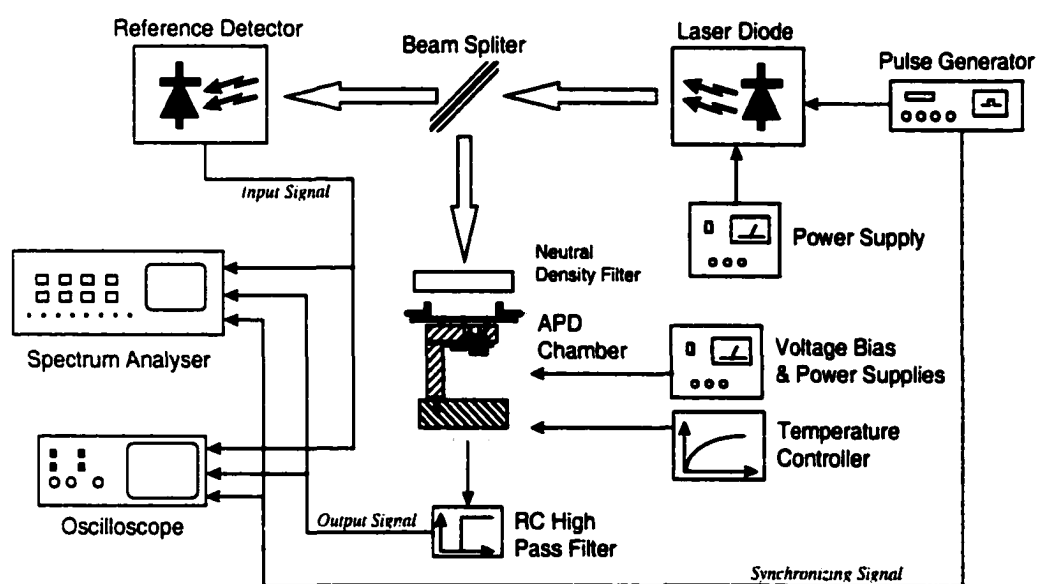 Reference Detector
Beam Spliter
Laser Diode
Pulse Generator
Input Signal
Power Supply
Neutral
Density Filter
Spectrum Analyser
APD
Chamber
Voltage Bias
& Power Supplies
Temperature
Controller
Oscilloscope
Output Signal
RC High
Pass Filter
Synchronizing Signal